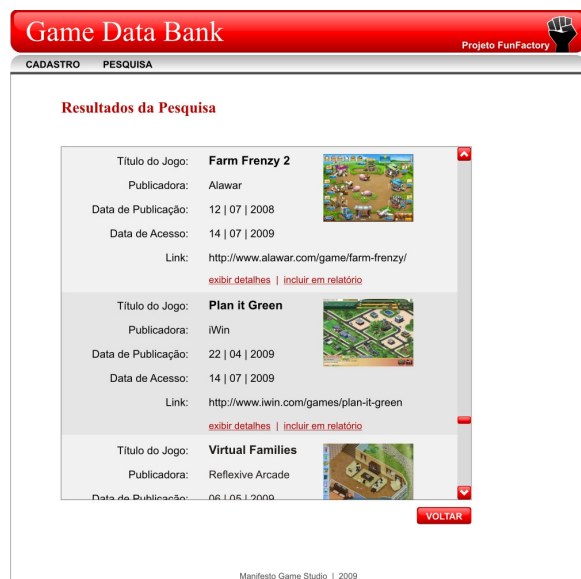 Game Data Bank
Projeto FunFactory
CADASTRO PESQUISA
Resultados da Pesquisa
Título do Jogo: Farm Frenzy 2
Publicadora: Alawar
Data de Publicação: 12 | 07 | 2008
Data de Acesso: 14 | 07 | 2009
Link: http://www.alawar.com/game/farm-frenzy/
exibir detalhes | incluir em relatório
Título do Jogo: Plan it Green
Publicadora: iWin
Data de Publicação: 22 | 04 | 2009
Data de Acesso: 14 | 07 | 2009
Link: http://www.iwin.com/games/plan-it-green
exibir detalhes | incluir em relatório
Título do Jogo: Virtual Families
Publicadora: Reflexive Arcade
Data de Publicação: 06 | 05 | 2009
VOLTAR
Manifesto Game Studio | 2009